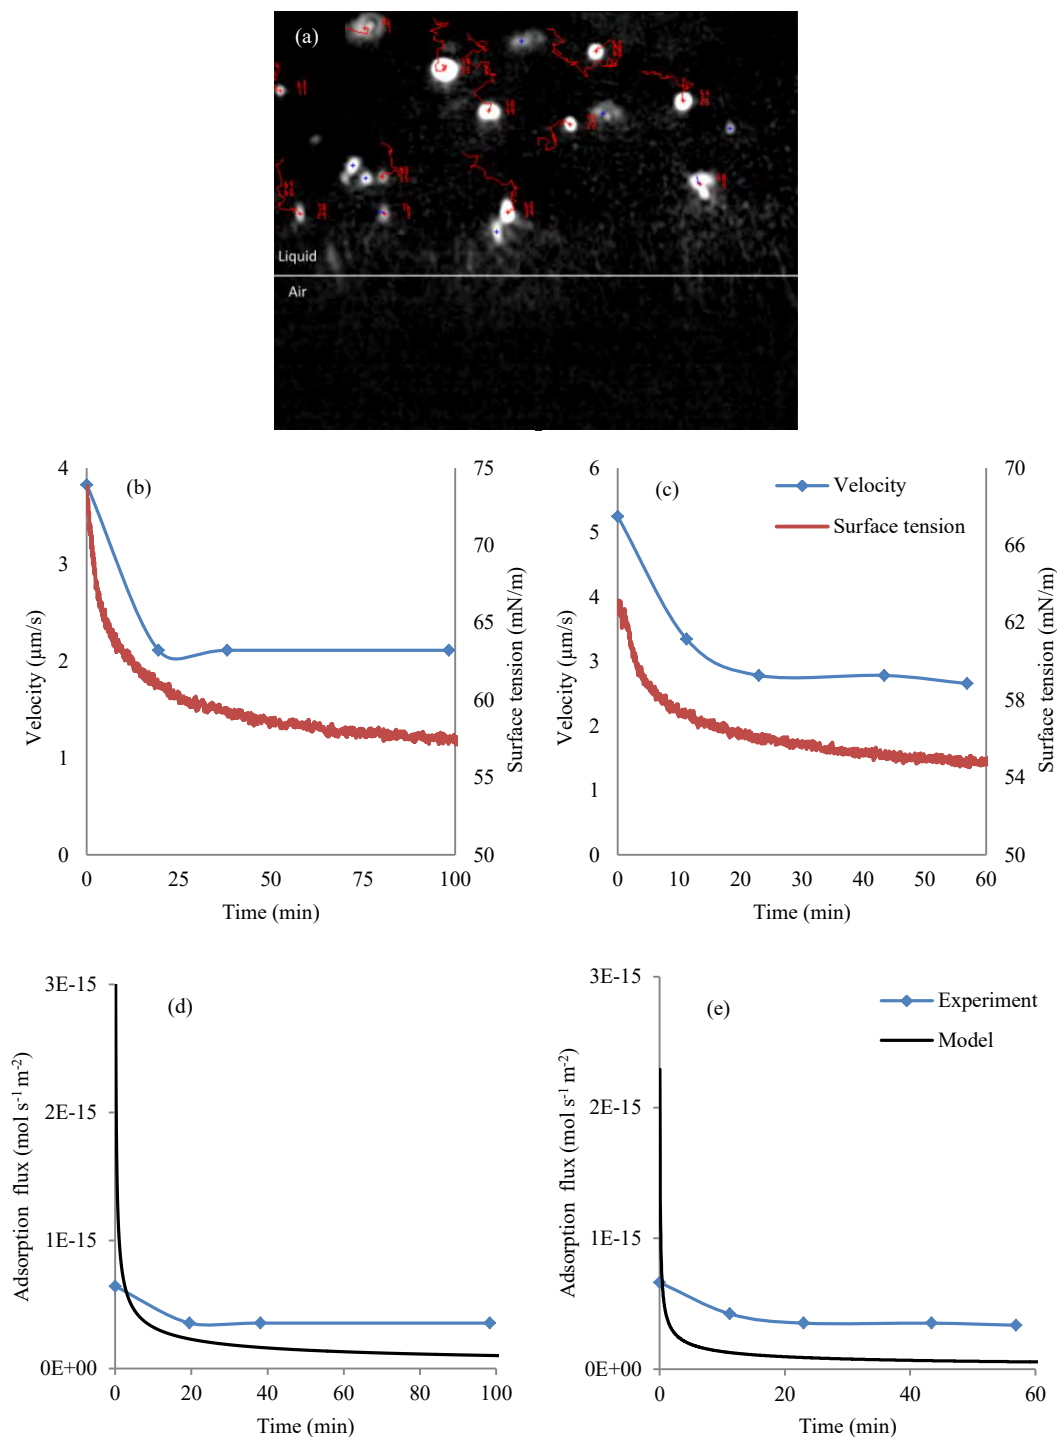 (a)
Liquid
Air
(b)
4
3
2
1
0
Velocity (µm/s)
75
70
65
60
55
50
Surface tension (mN/m)
0 25 50 75 100
Time (min)
(c)
Velocity
Surface tension
6
5
4
3
2
1
0
Velocity (µm/s)
70
66
62
58
54
50
Surface tension (mN/m)
0 10 20 30 40 50 60
Time (min)
(d)
3E-15
2E-15
1E-15
0E+00
Adsorption flux (mol s-1 m-2)
0 20 40 60 80 100
Time (min)
(e)
Experiment
Model
3E-15
2E-15
1E-15
0E+00
Adsorption flux (mol s-1 m-2)
0 20 40 60
Time (min)